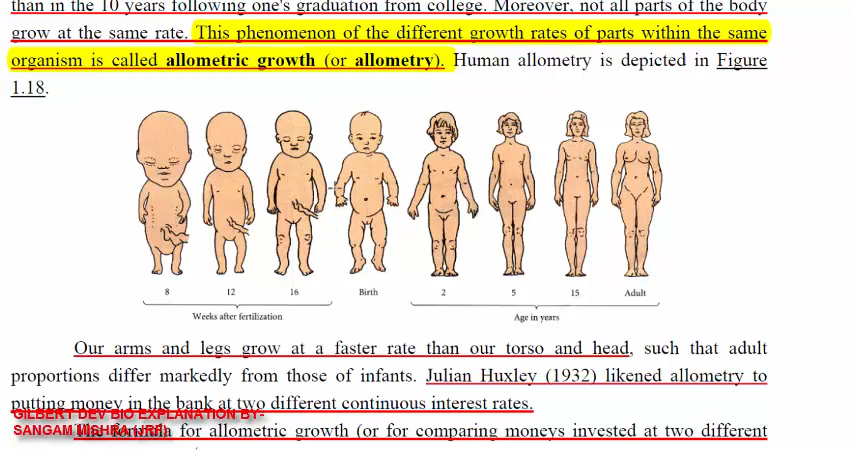 than in the 10 years following one's graduation from college. Moreover, not all parts of the body
grow at the same rate. This phenomenon of the different growth rates of parts within the same
organism is called allometric growth (or allometry). Human allometry is depicted in Figure
1.18.
8 12 16 Birth 2 5 15 Adult
Weeks after fertilization Age in years
Our arms and legs grow at a faster rate than our torso and head, such that adult
proportions differ markedly from those of infants. Julian Huxley (1932) likened allometry to
putting money in the bank at two different continuous interest rates.
GILBERT DEV BIO EXPLANATION BY-
SANGAM MISHRA (JRF)
The formula for allometric growth (or for comparing moneys invested at two different